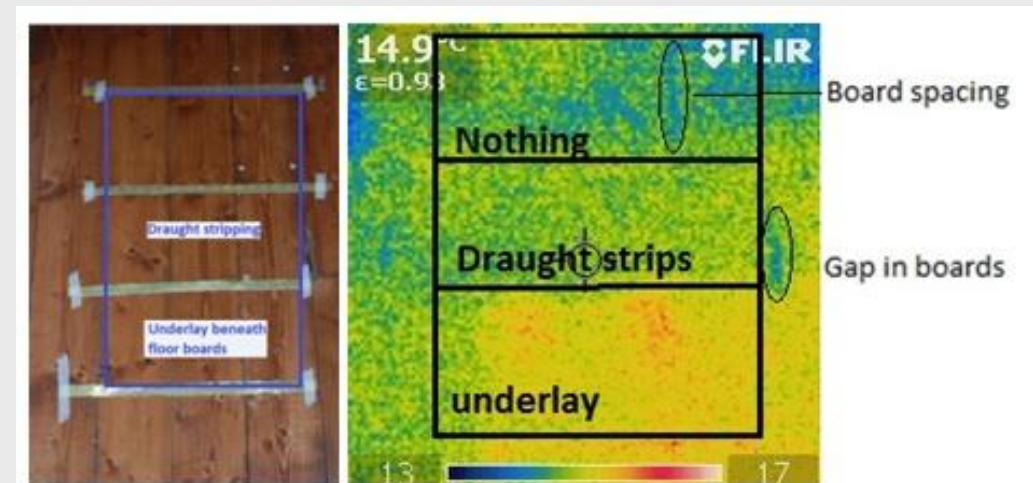 Draught stripping
Underlay beneath
floor boards
14.9°C
FLIR
ε=0.93
Nothing
Draught strips
underlay
13
17
Board spacing
Gap in boards